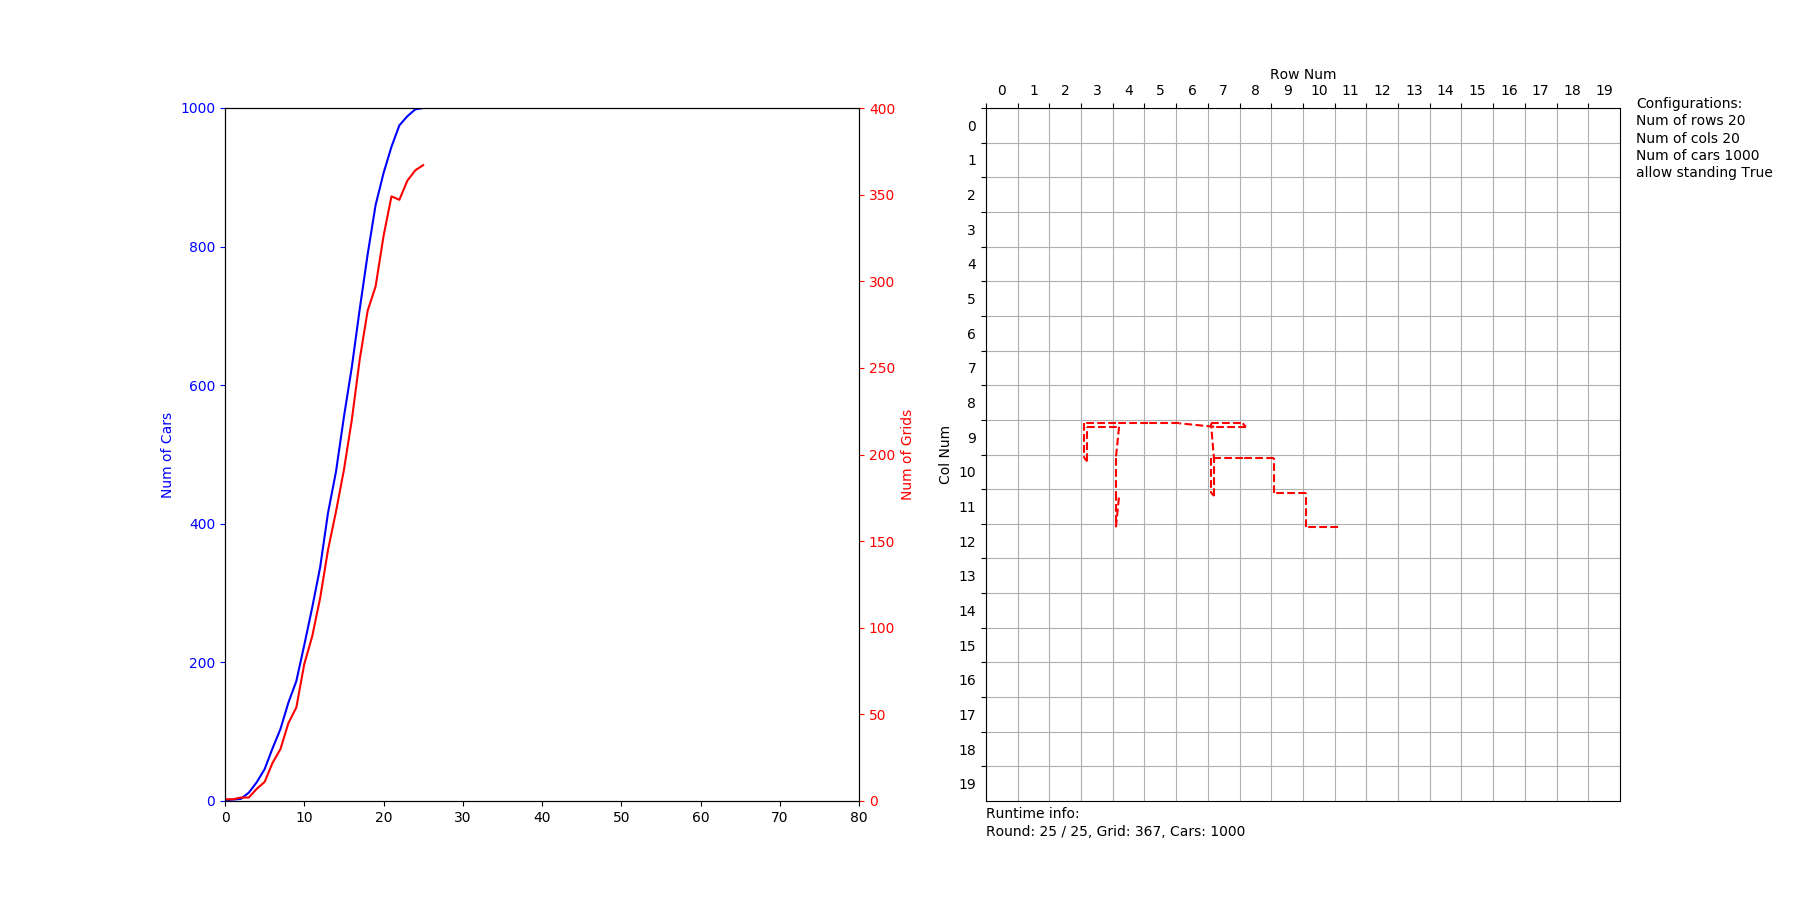 1000
800
600
400
200
0
Num of Cars
0 10 20 30 40 50 60 70 80
400
350
300
250
200
150
100
50
0
Num of Grids
Row Num
0 1 2 3 4 5 6 7 8 9 10 11 12 13 14 15 16 17 18 19
Col Num
0
1
2
3
4
5
6
7
8
9
10
11
12
13
14
15
16
17
18
19
Configurations:
Num of rows 20
Num of cols 20
Num of cars 1000
allow standing True
Runtime info:
Round: 25 / 25, Grid: 367, Cars: 1000